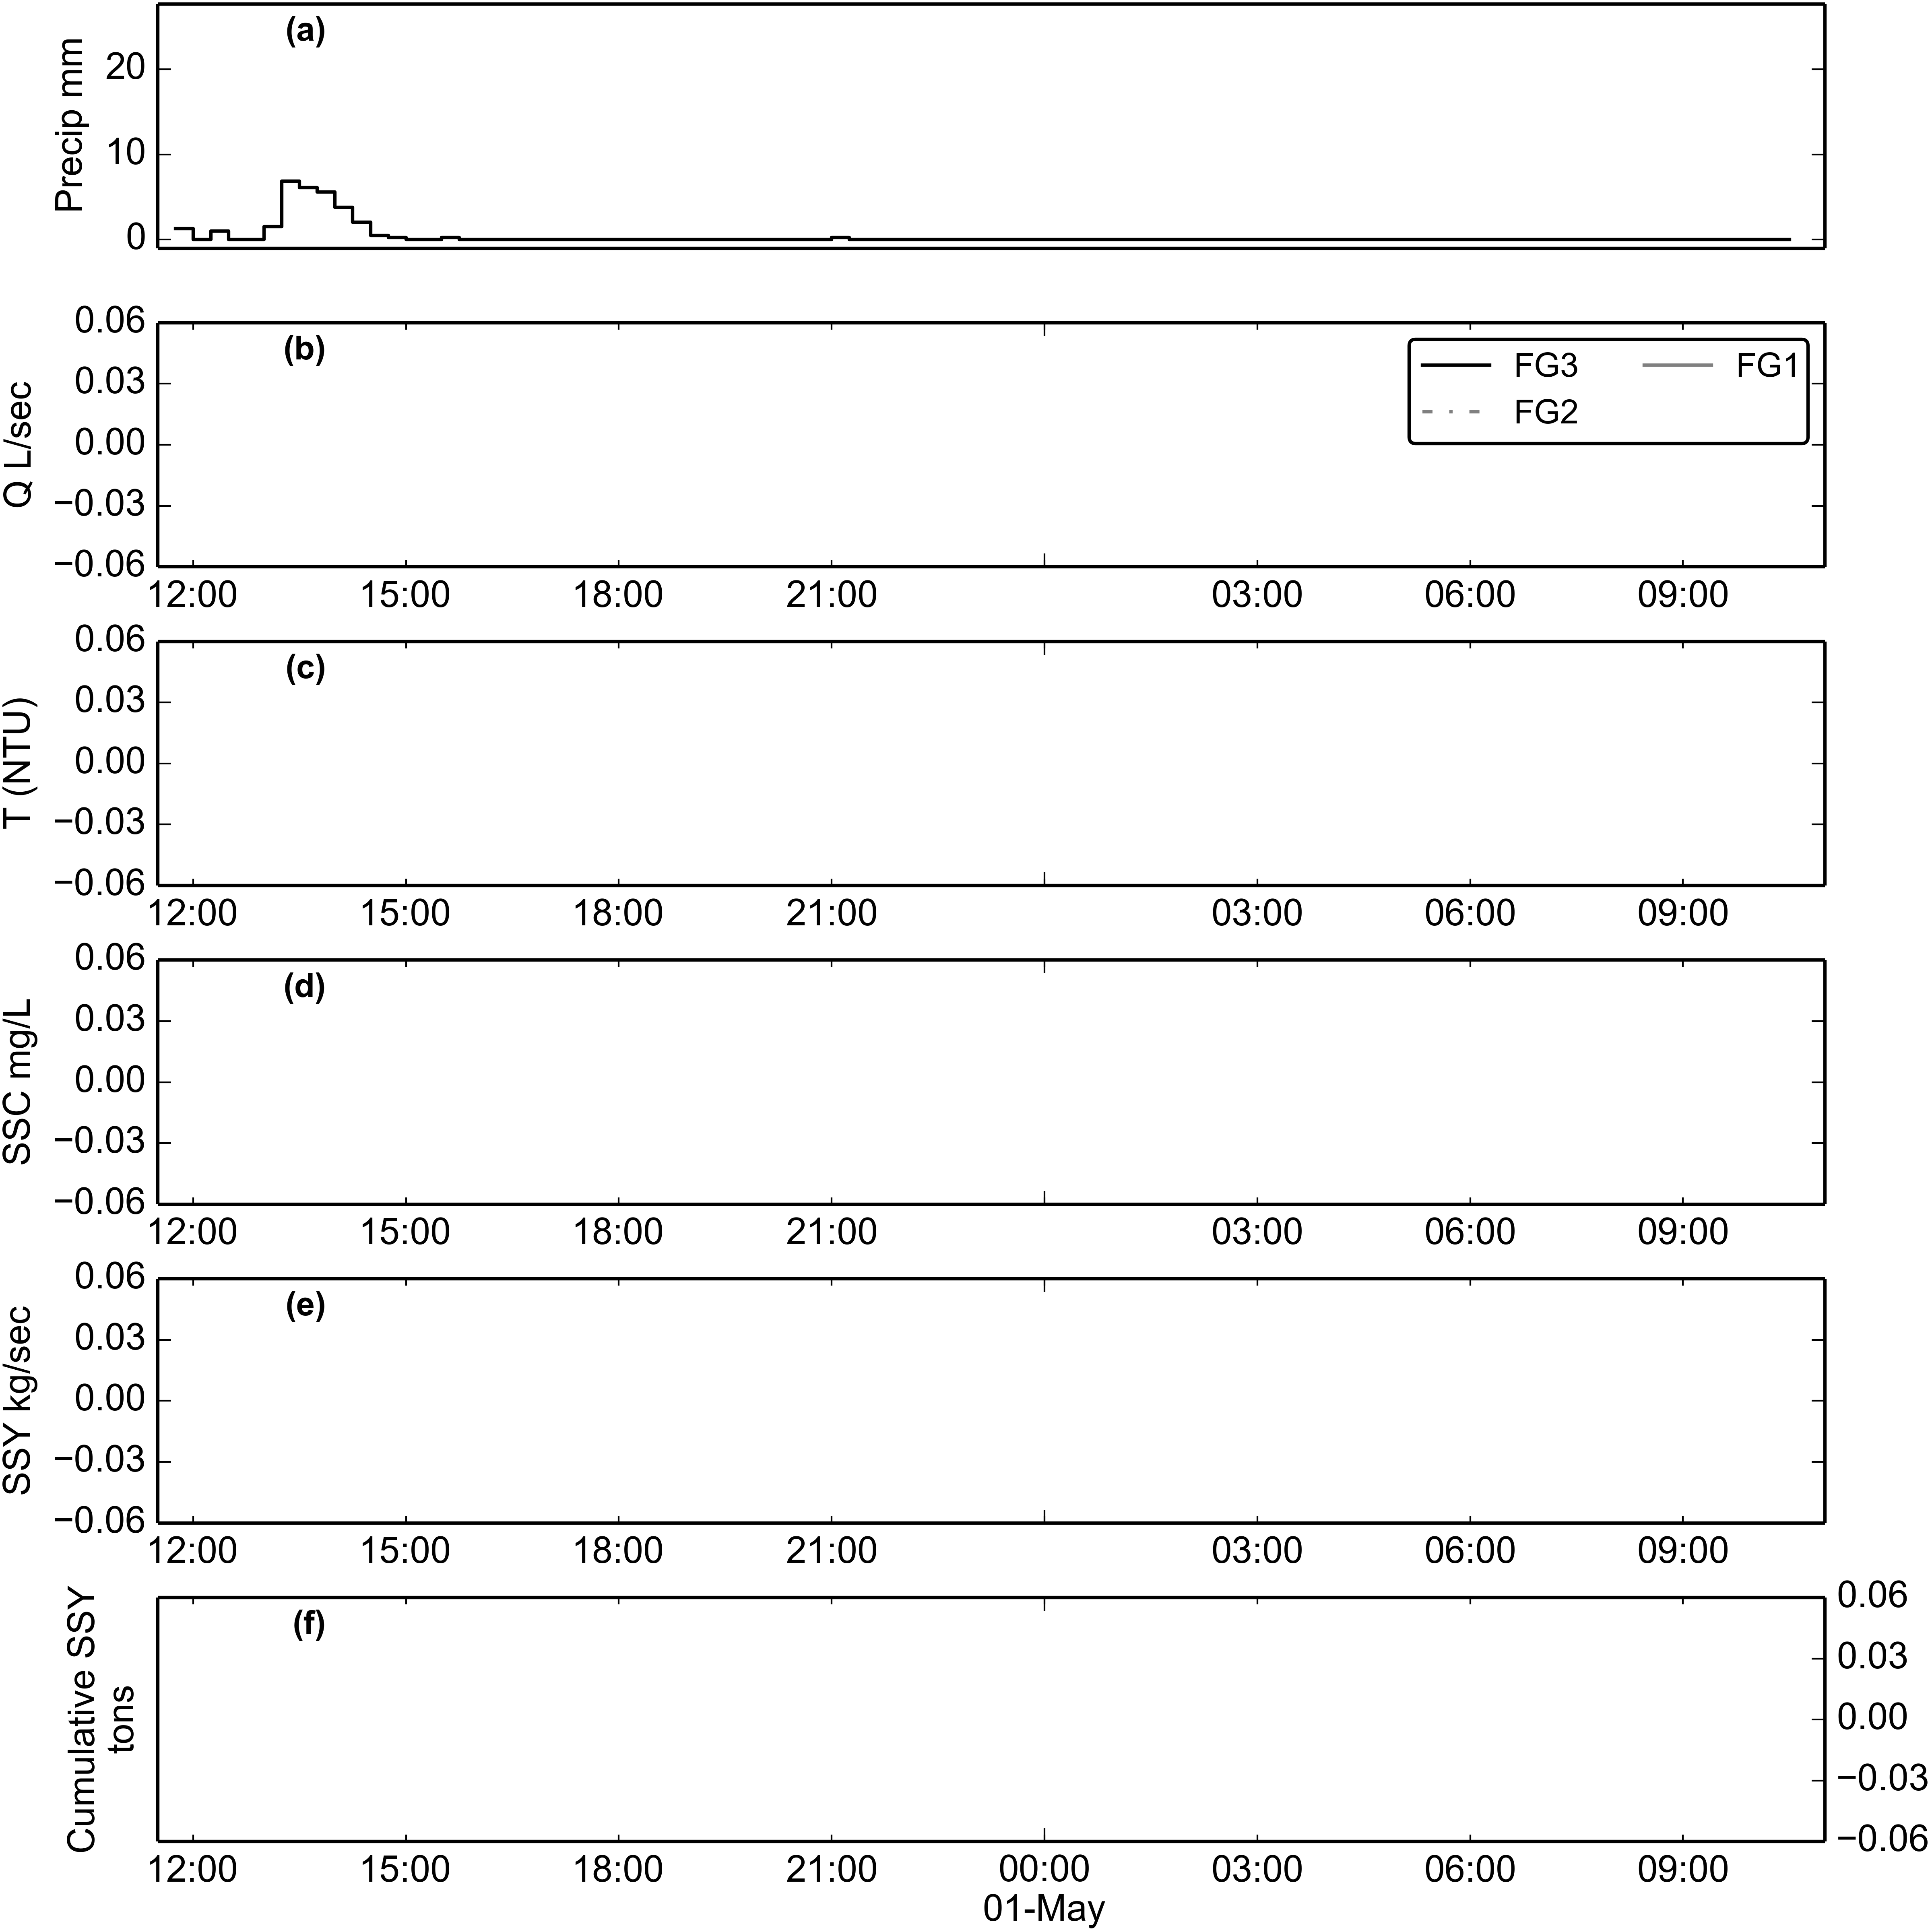 (a)
Precip mm
20
10
0
(b)
Q L/sec
0.06
0.03
0.00
−0.03
−0.06
FG3 FG1
FG2
12:00 15:00 18:00 21:00 03:00 06:00 09:00
(c)
T (NTU)
0.06
0.03
0.00
−0.03
−0.06
12:00 15:00 18:00 21:00 03:00 06:00 09:00
(d)
SSC mg/L
0.06
0.03
0.00
−0.03
−0.06
12:00 15:00 18:00 21:00 03:00 06:00 09:00
(e)
SSY kg/sec
0.06
0.03
0.00
−0.03
−0.06
12:00 15:00 18:00 21:00 03:00 06:00 09:00
(f)
Cumulative SSY
tons
0.06
0.03
0.00
−0.03
−0.06
12:00 15:00 18:00 21:00 00:00 03:00 06:00 09:00
01-May